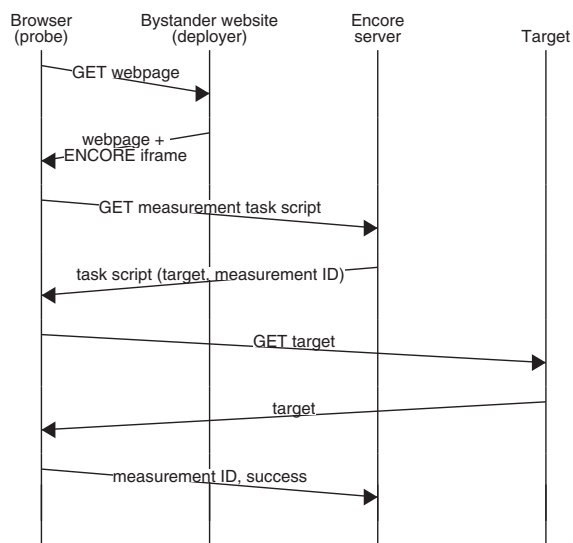 Browser
(probe)
Bystander website
(deployer)
Encore
server
Target
GET webpage
webpage +
ENCORE iframe
GET measurement task script
task script (target, measurement ID)
GET target
target
measurement ID, success